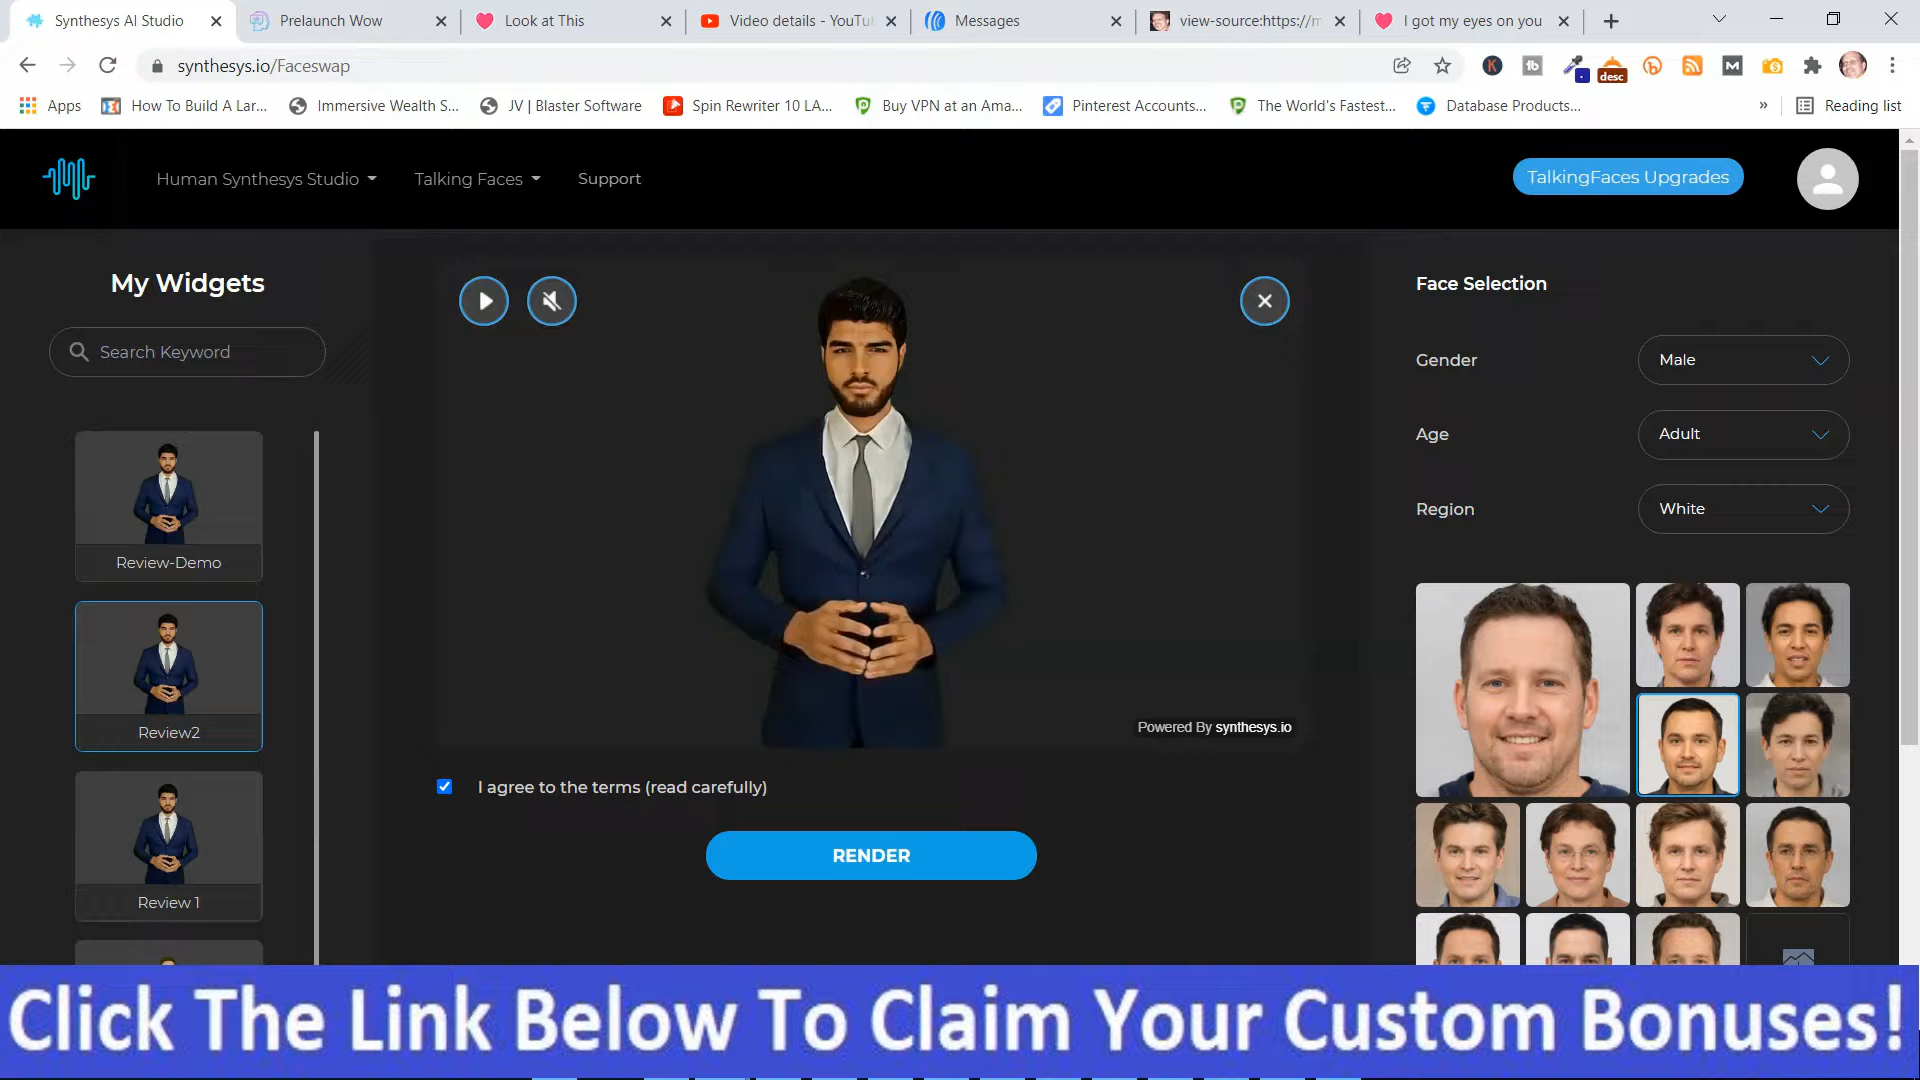 Synthesys AI Studio
Prelaunch Wow
Look at This
Video details - YouTu
Messages
view-source:https://m
I got my eyes on you
synthesys.io/Faceswap
desc
Apps
How To Build A Lar...
Immersive Wealth S...
JV | Blaster Software
Spin Rewriter 10 LA...
Buy VPN at an Ama...
Pinterest Accounts...
The World's Fastest...
Database Products...
»
Reading list
Human Synthesys Studio
Talking Faces
Support
TalkingFaces Upgrades
My Widgets
Search Keyword
Review-Demo
Review2
Review 1
Powered By synthesys.io
I agree to the terms (read carefully)
RENDER
Face Selection
Gender
Male
Age
Adult
Region
White
Click The Link Below To Claim Your Custom Bonuses!